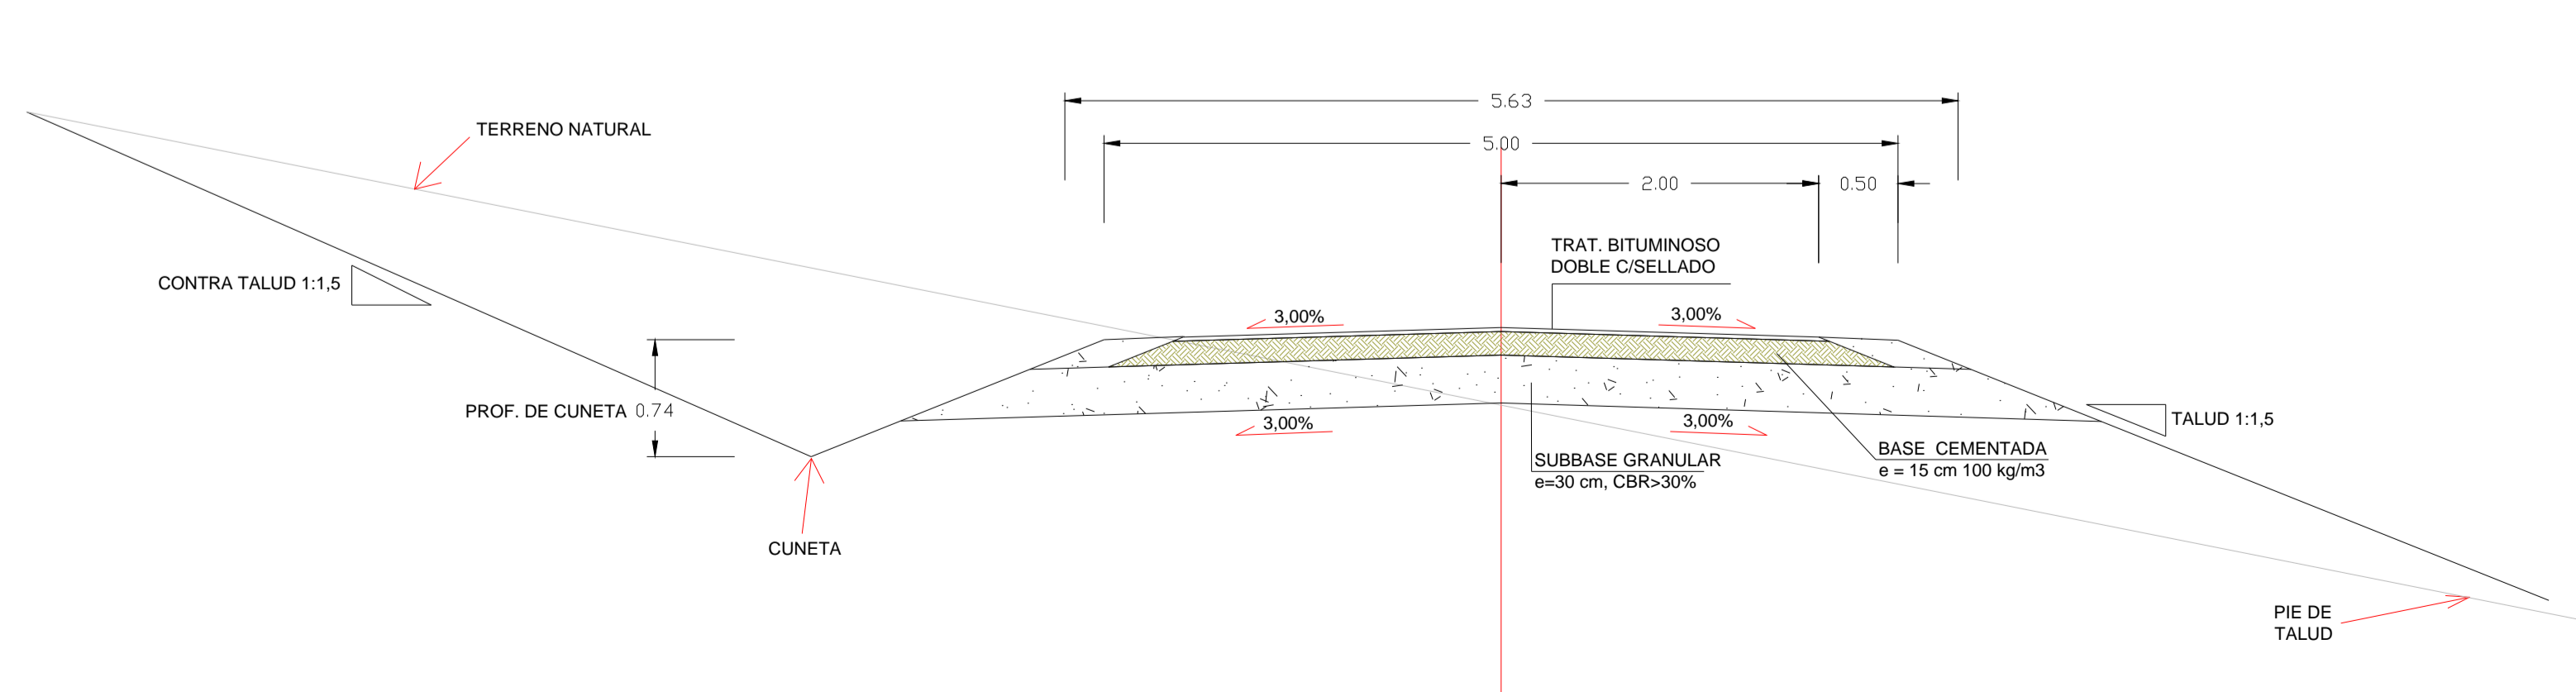 5.63
5.00
2.00
0.50
TERRENO NATURAL
TRAT. BITUMINOSO
DOBLE C/SELLADO
CONTRA TALUD 1:1,5
3,00%
3,00%
PROF. DE CUNETA 0.74
3,00%
3,00%
TALUD 1:1,5
SUBBASE GRANULAR
e=30 cm, CBR>30%
BASE CEMENTADA
e = 15 cm 100 kg/m3
CUNETA
PIE DE
TALUD